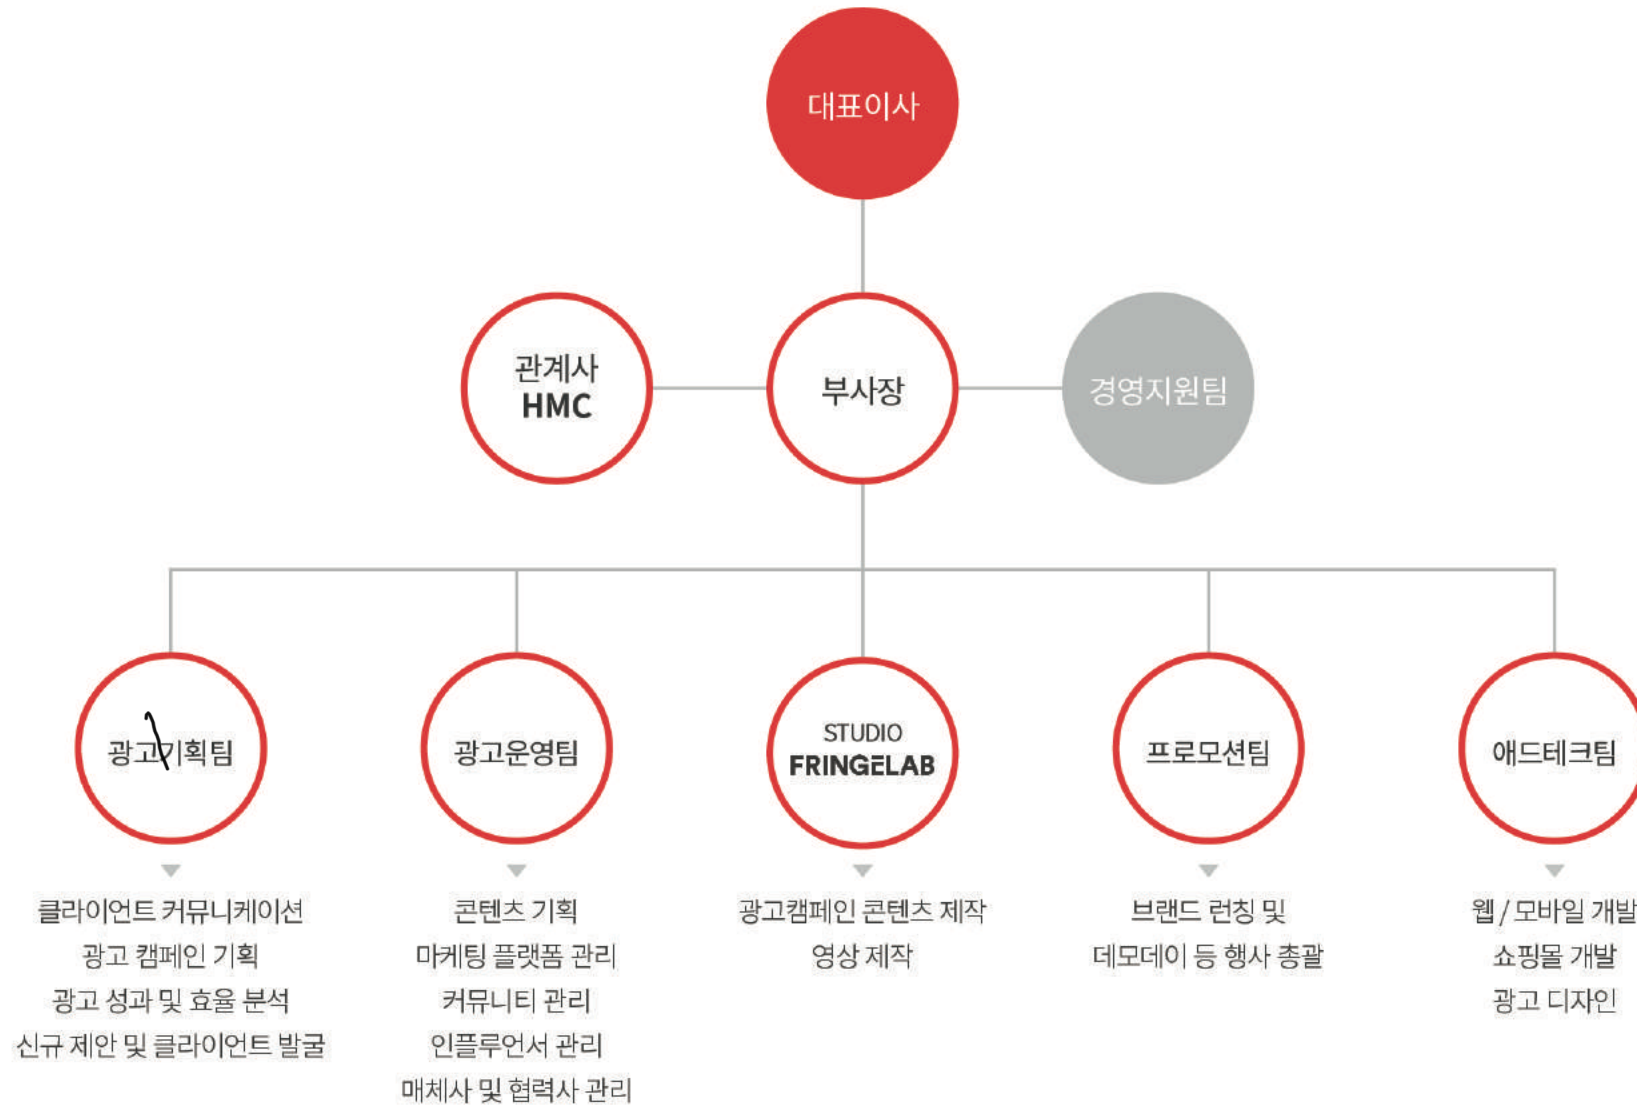 대표이사
관계사
HMC
부사장
경영지원팀
광고기획팀
광고운영팀
STUDIO
FRINGELAB
프로모션팀
애드테크팀
클라이언트 커뮤니케이션
광고 캠페인 기획
광고 성과 및 효율 분석
신규 제안 및 클라이언트 발굴
콘텐츠 기획
마케팅 플랫폼 관리
커뮤니티 관리
인플루언서 관리
매체사 및 협력사 관리
광고캠페인 콘텐츠 제작
영상 제작
브랜드 런칭 및
데모데이 등 행사 총괄
웹 / 모바일 개발
쇼핑몰 개발
광고 디자인